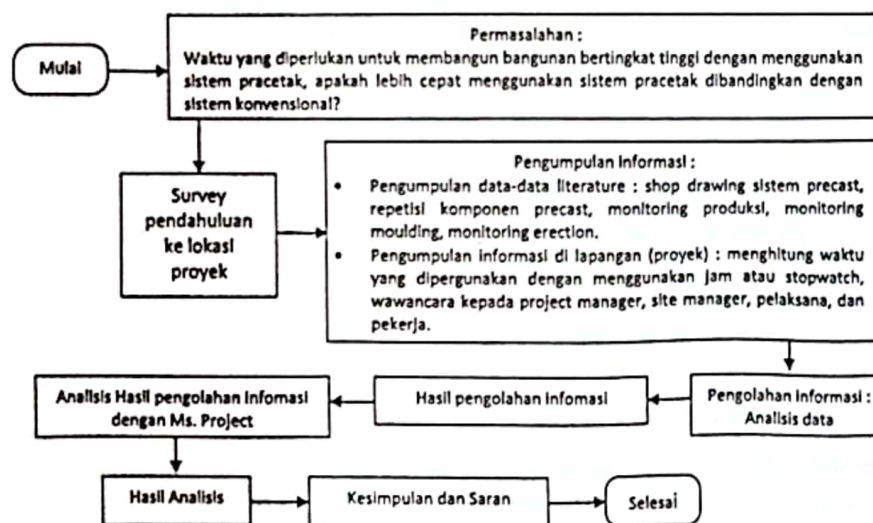 Mulai
Permasalahan :
Waktu yang diperlukan untuk membangun bangunan bertingkat tinggi dengan menggunakan
sistem pracetak, apakah lebih cepat menggunakan sistem pracetak dibandingkan dengan
sistem konvensional?
Survey
pendahuluan
ke lokasi
proyek
Pengumpulan Informasi :
• Pengumpulan data-data literature : shop drawing sistem precast,
repetisi komponen precast, monitoring produksi, monitoring
moulding, monitoring erection.
• Pengumpulan informasi di lapangan (proyek) : menghitung waktu
yang dipergunakan dengan menggunakan jam atau stopwatch,
wawancara kepada project manager, site manager, pelaksana, dan
pekerja.
Pengolahan Informasi :
Analisis data
Hasil pengolahan Infomasi
Analisis Hasil pengolahan Infomasi
dengan Ms. Project
Hasil Analisis
Kesimpulan dan Saran
Selesai